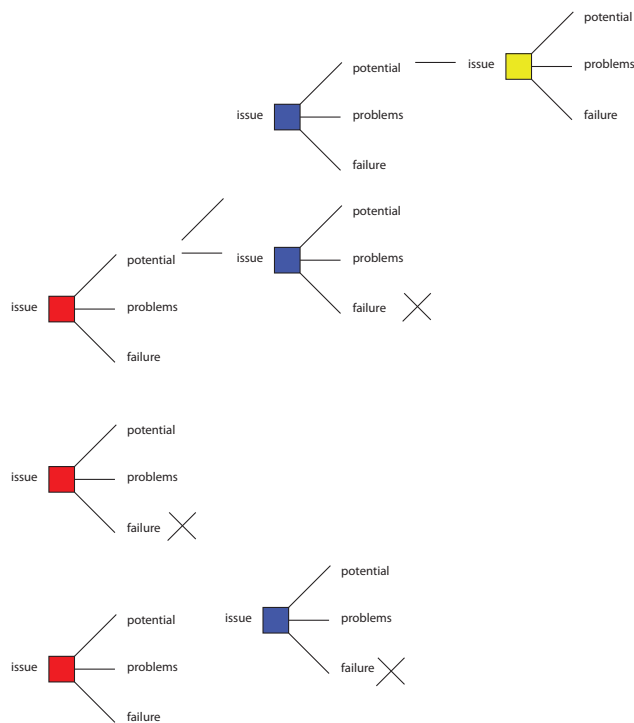 potential
issue
problems
failure
potential
issue
problems
failure
potential
issue
problems
failure
potential
issue
problems
failure
potential
issue
problems
failure
potential
issue
problems
failure
potential
issue
problems
failure